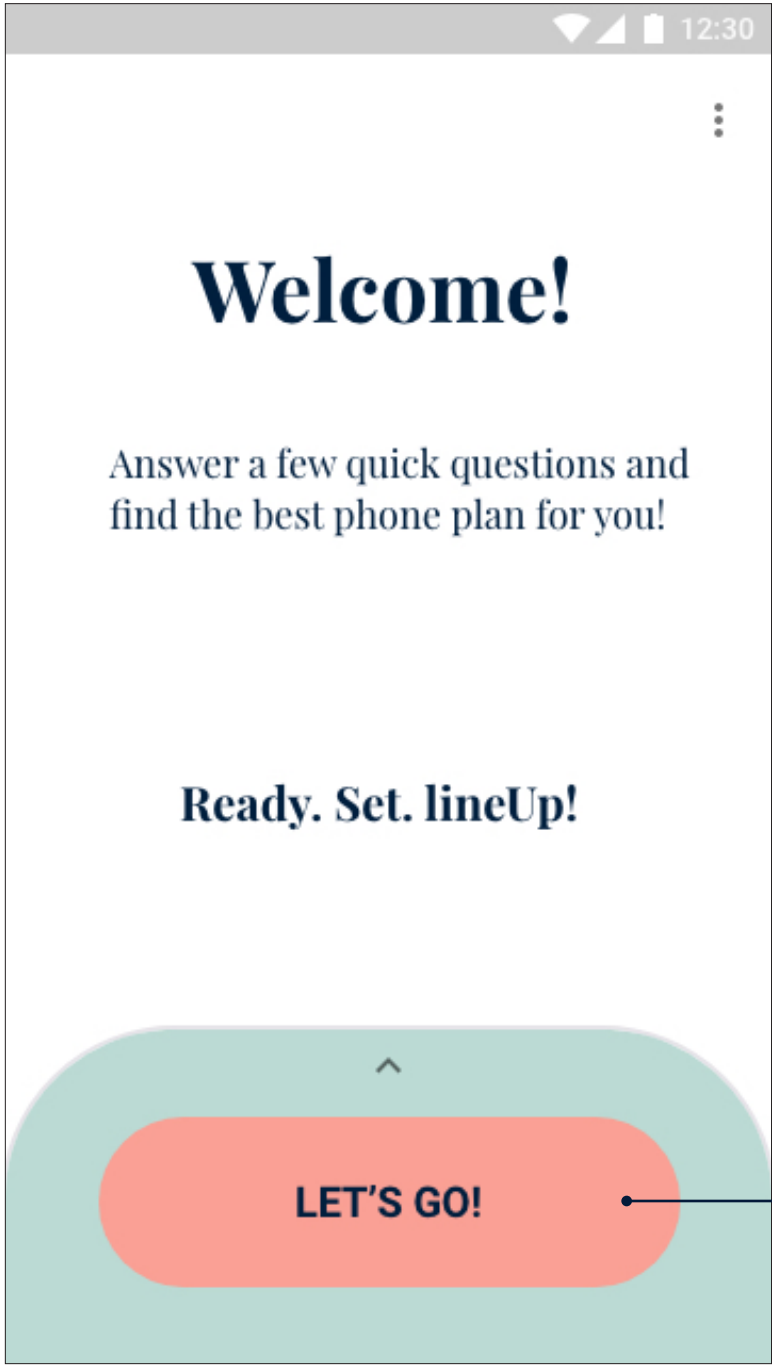 12:30
Welcome!
Answer a few quick questions and
find the best phone plan for you!
Ready. Set. lineUp!
LET’S GO!